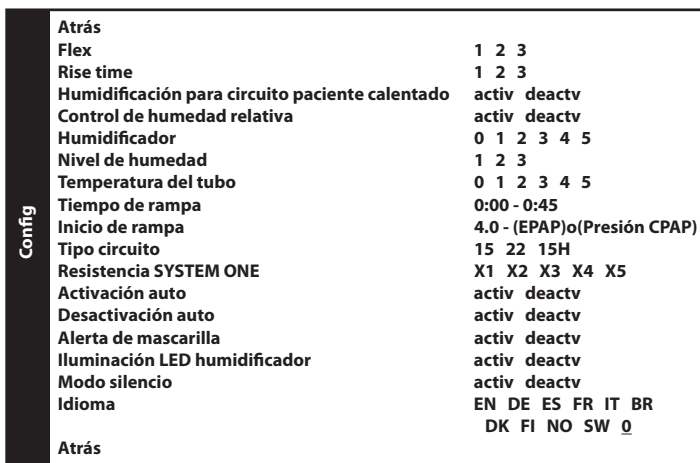 Config
Atrás
Flex 1 2 3
Rise time 1 2 3
Humidificación para circuito paciente calentado activ deactv
Control de humedad relativa activ deactv
Humidificador 0 1 2 3 4 5
Nivel de humedad 1 2 3
Temperatura del tubo 0 1 2 3 4 5
Tiempo de rampa 0:00 - 0:45
Inicio de rampa 4.0 - (EPAP)o(Presión CPAP)
Tipo circuito 15 22 15H
Resistencia SYSTEM ONE X1 X2 X3 X4 X5
Activación auto activ deactv
Desactivación auto activ deactv
Alerta de mascarilla activ deactv
Iluminación LED humidificador activ deactv
Modo silencio activ deactv
Idioma EN DE ES FR IT BR
DK FI NO SW 0
Atrás